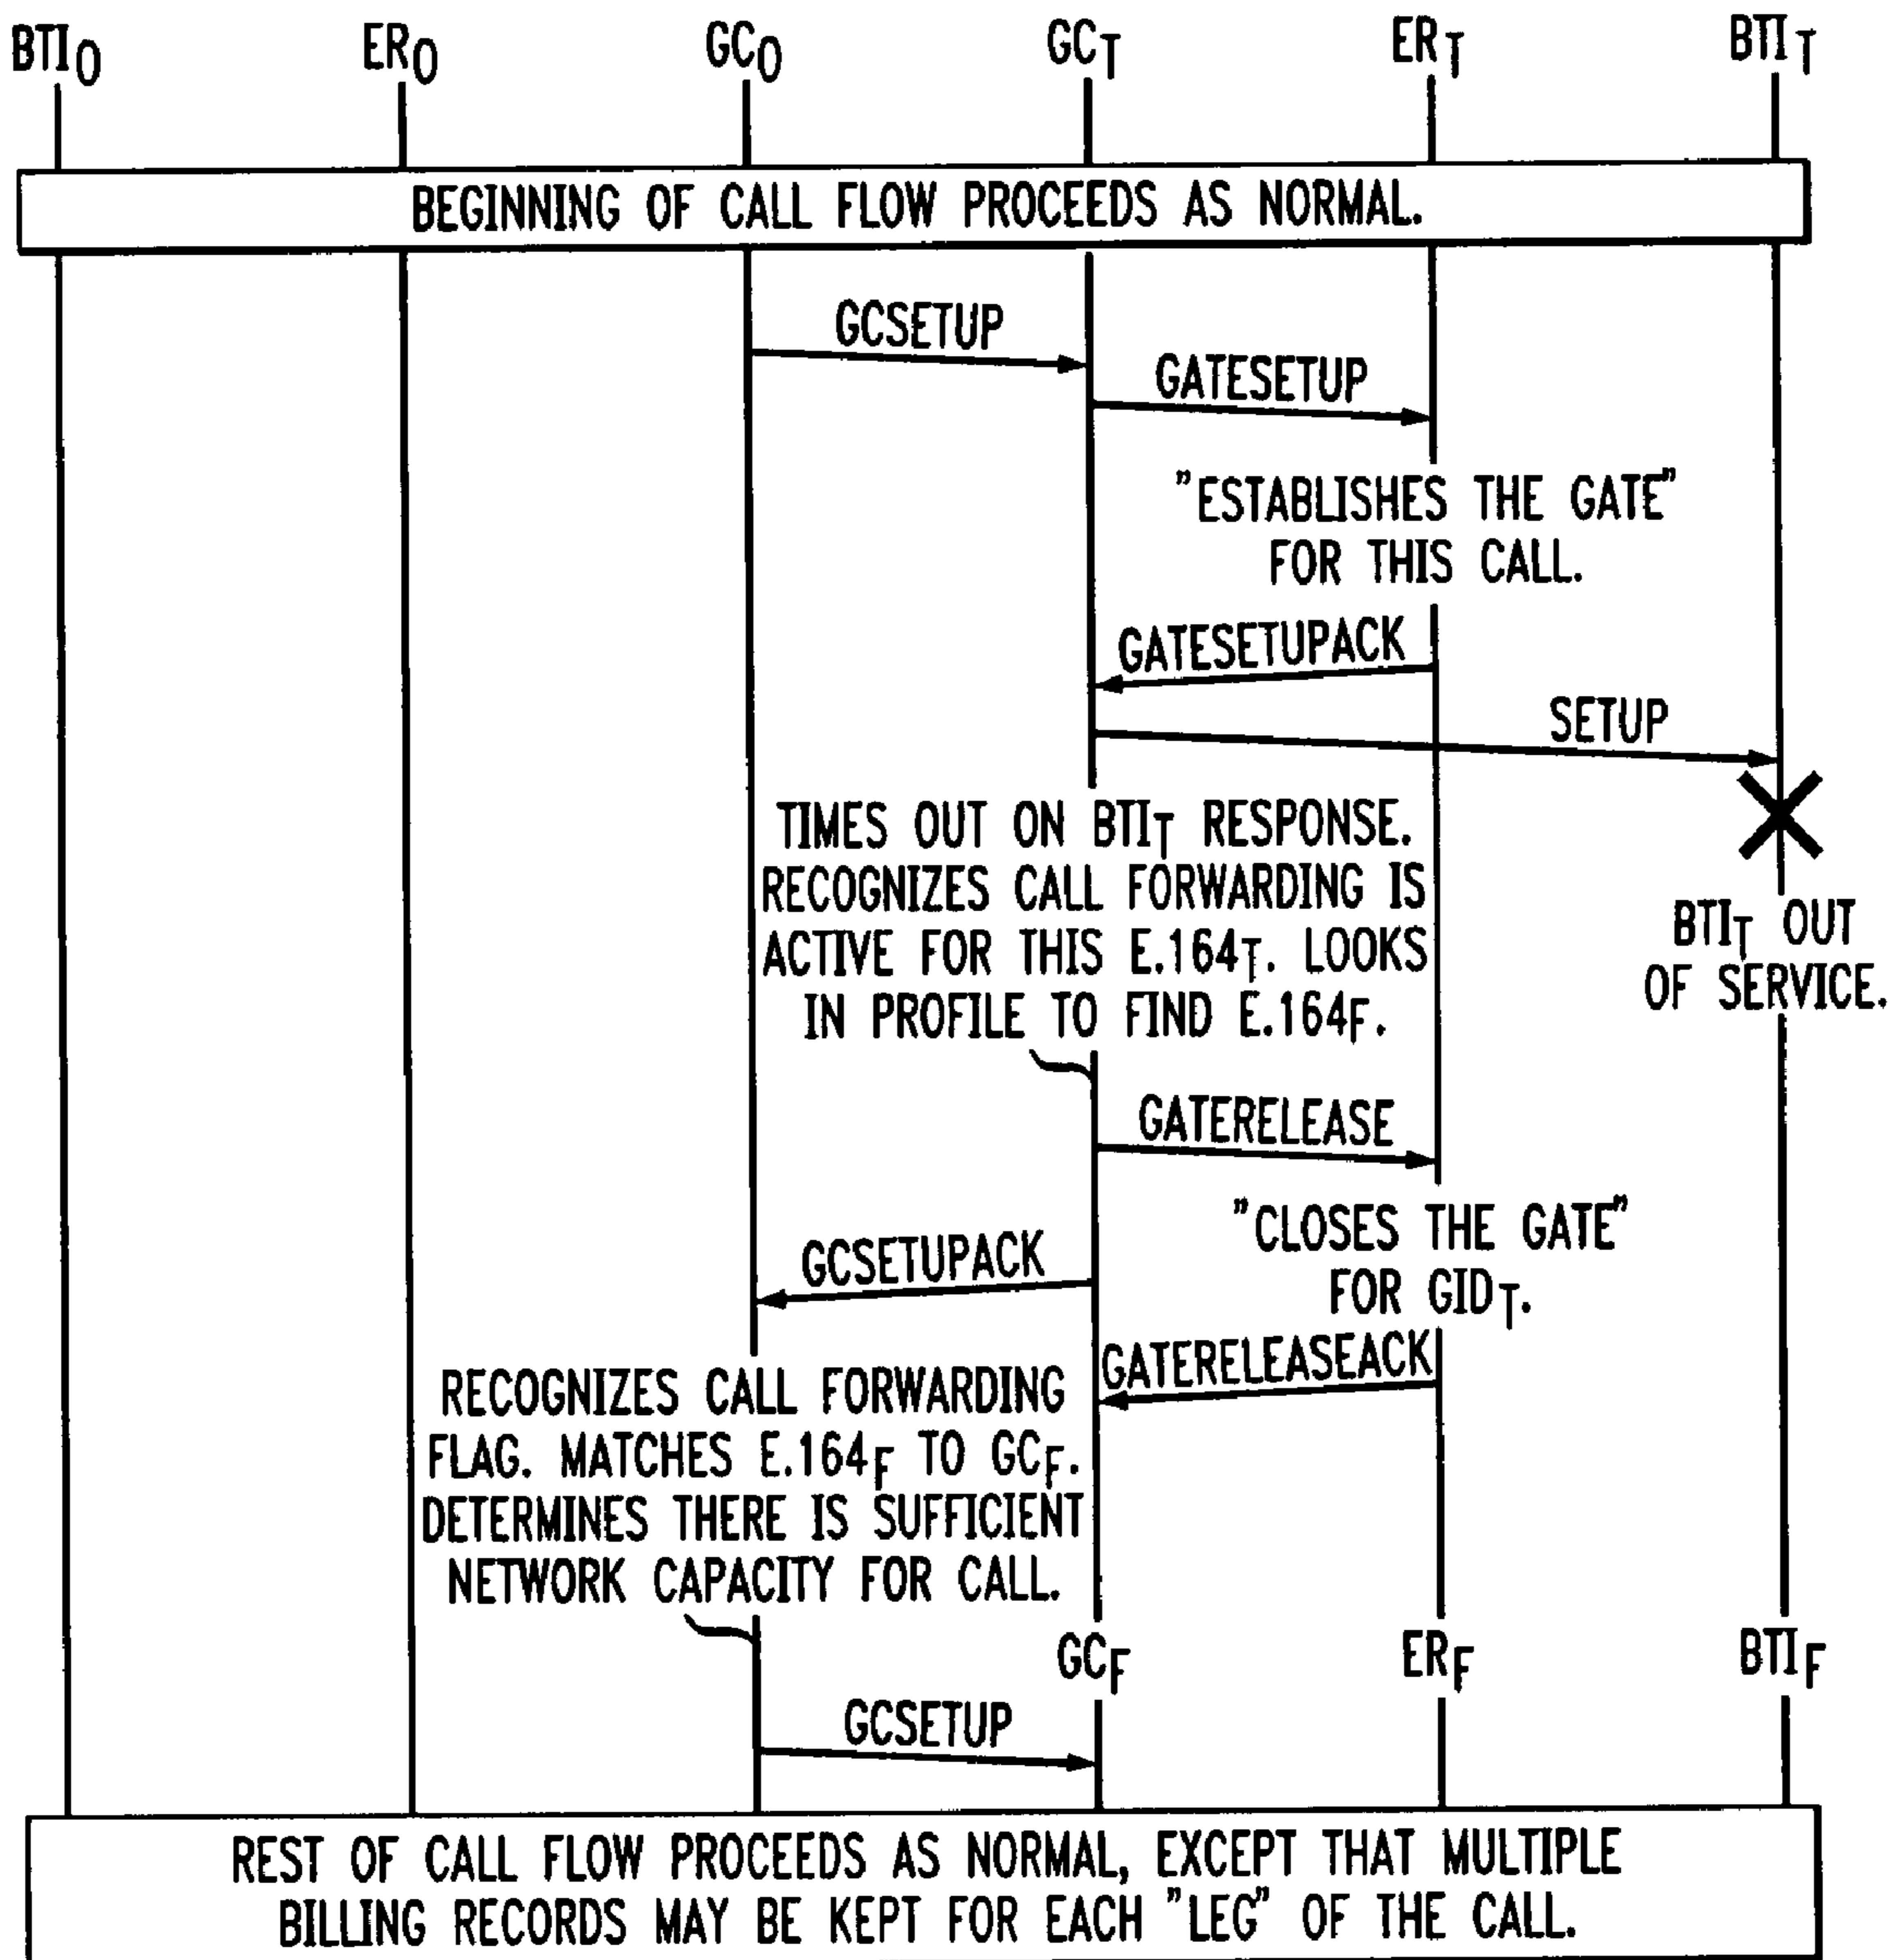 BTIO ERO GCO GCT ERT BTIT
BEGINNING OF CALL FLOW PROCEEDS AS NORMAL.
GCSETUP
GATESETUP
"ESTABLISHES THE GATE"
FOR THIS CALL.
GATESETUPACK
SETUP
TIMES OUT ON BTIT RESPONSE.
RECOGNIZES CALL FORWARDING IS
ACTIVE FOR THIS E.164T. LOOKS
IN PROFILE TO FIND E.164F.
BTIT OUT
OF SERVICE.
GATERELEASE
"CLOSES THE GATE"
FOR GIDT.
GCSETUPACK
GATERELEASEACK
RECOGNIZES CALL FORWARDING
FLAG. MATCHES E.164F TO GCF.
DETERMINES THERE IS SUFFICIENT
NETWORK CAPACITY FOR CALL.
GCF ERF BTIF
GCSETUP
REST OF CALL FLOW PROCEEDS AS NORMAL, EXCEPT THAT MULTIPLE
BILLING RECORDS MAY BE KEPT FOR EACH "LEG" OF THE CALL.